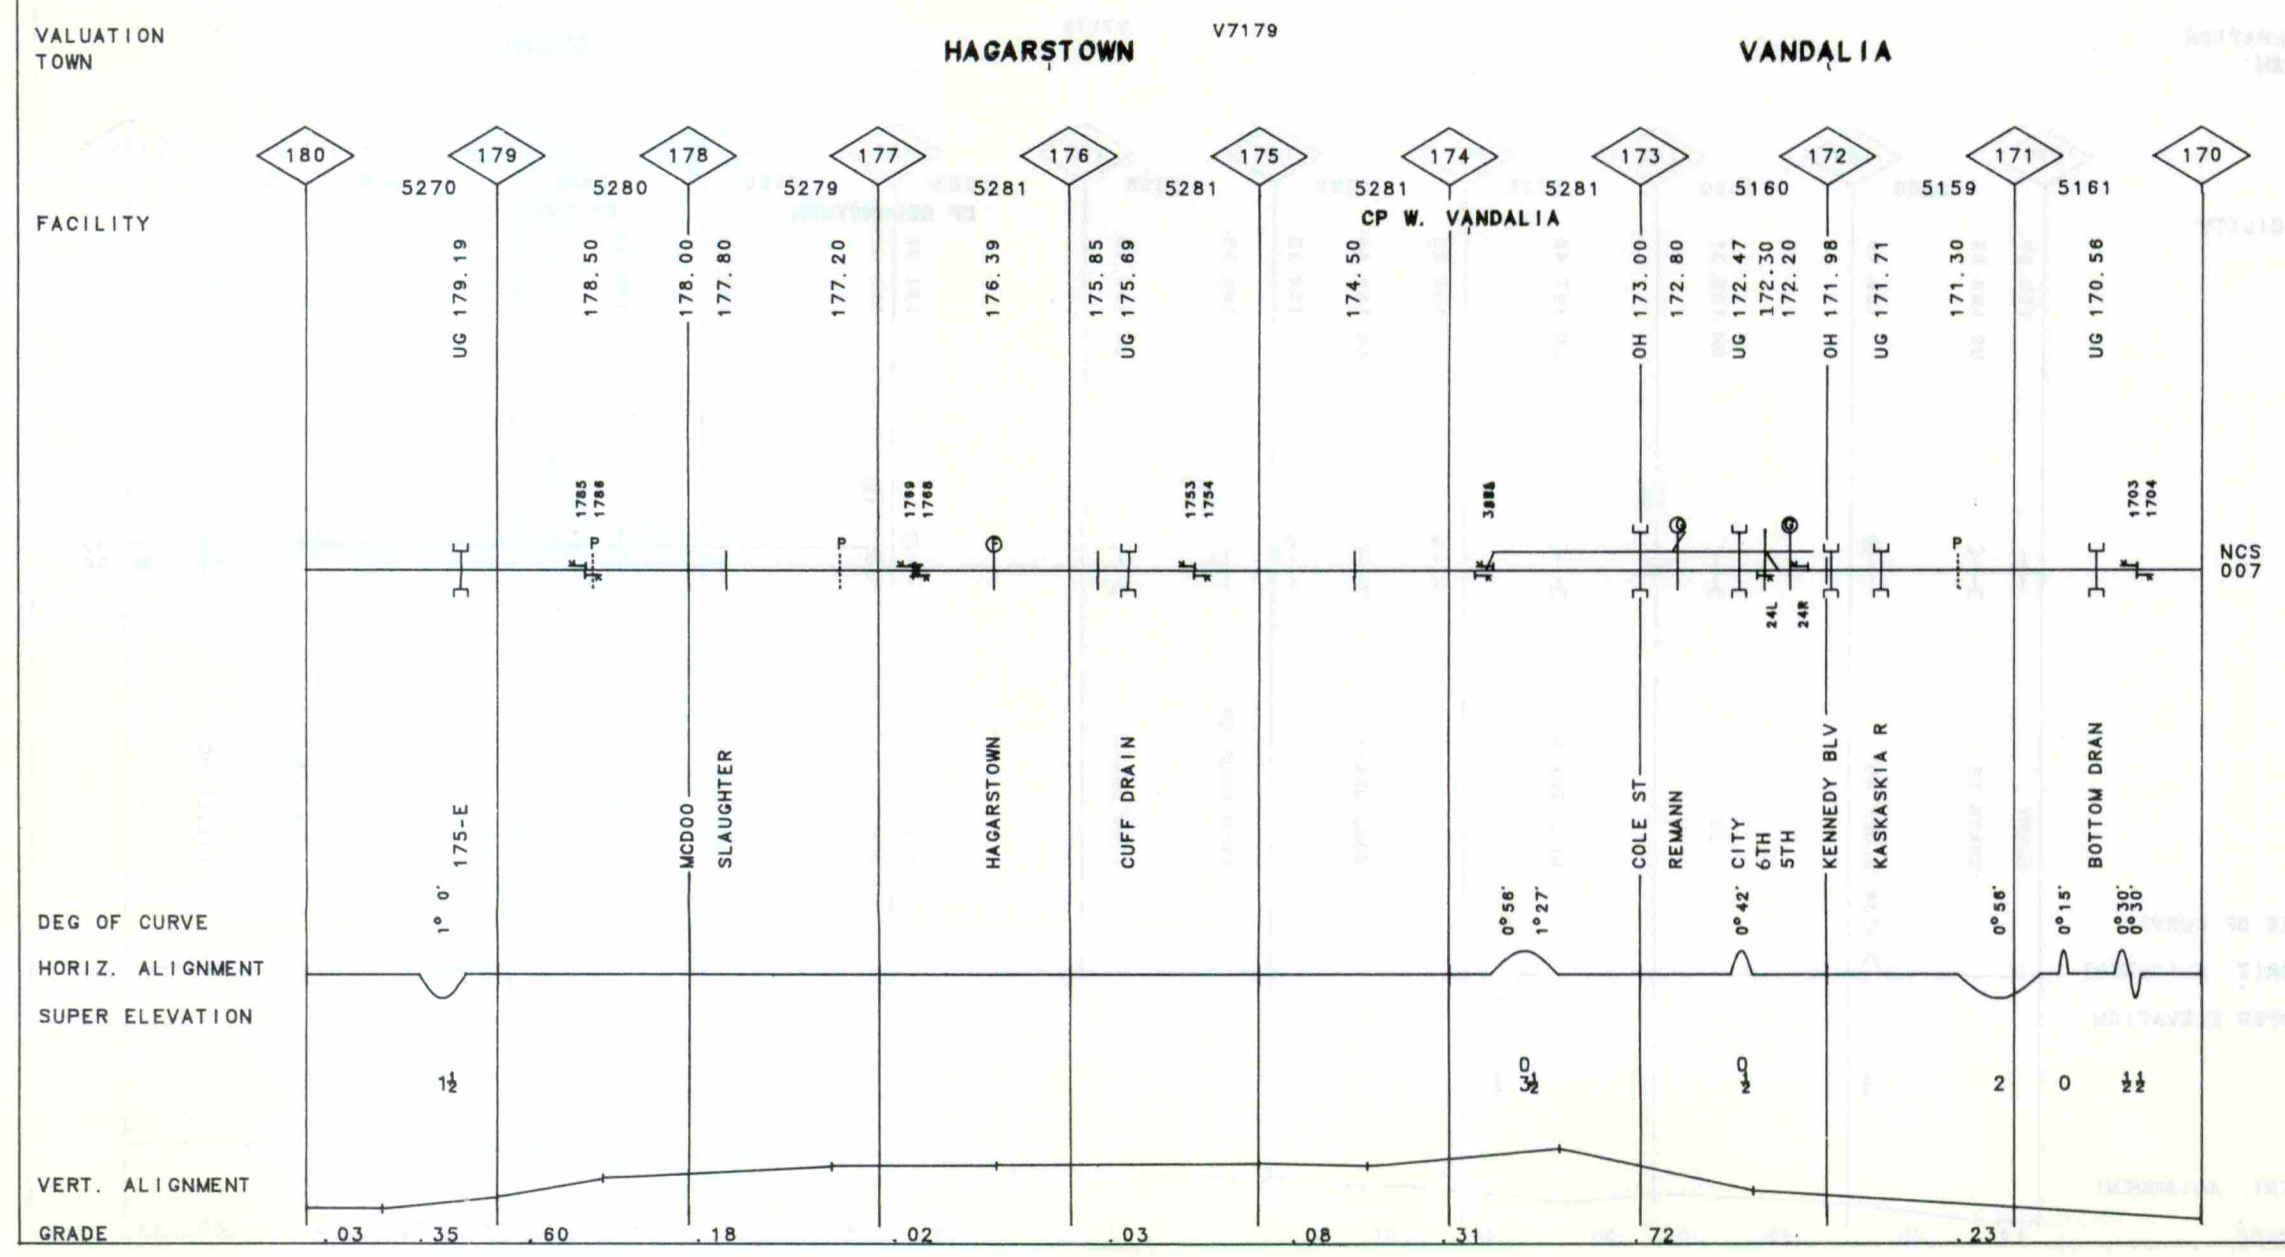 VALUATION V7179
TOWN HAGARSTOWN VANDALIA
180 179 178 177 176 175 174 173 172 171 170
5270 5280 5279 5281 5281 5281 5281 5160 5159 5161
FACILITY CP W. VANDALIA
UG 179.19
178.50
178.00
177.80
177.20
176.39
175.85
UG 175.69
174.50
OH 173.00
172.80
UG 172.47
172.30
172.20
OH 171.98
UG 171.71
171.30
UG 170.56
1785
1786
1768
1753
1754
1703
1704
P P F P
NCS
007
24L
24R
175-E
MCDOO
SLAUGHTER
HAGARSTOWN
CUFF DRAIN
COLE ST
REMANN
CITY
6TH
5TH
KENNEDY BLV
KASKASKIA R
BOTTOM DRAN
DEG OF CURVE 1° 0' 0° 56' 1° 27' 0° 42' 0° 56' 0° 15' 0° 30' 0° 30'
HORIZ. ALIGNMENT
SUPER ELEVATION
0 0
1½ 3½ ½ 2 0 ½ ½
VERT. ALIGNMENT
GRADE .03 .35 .60 .18 .02 .03 .08 .31 .72 .23